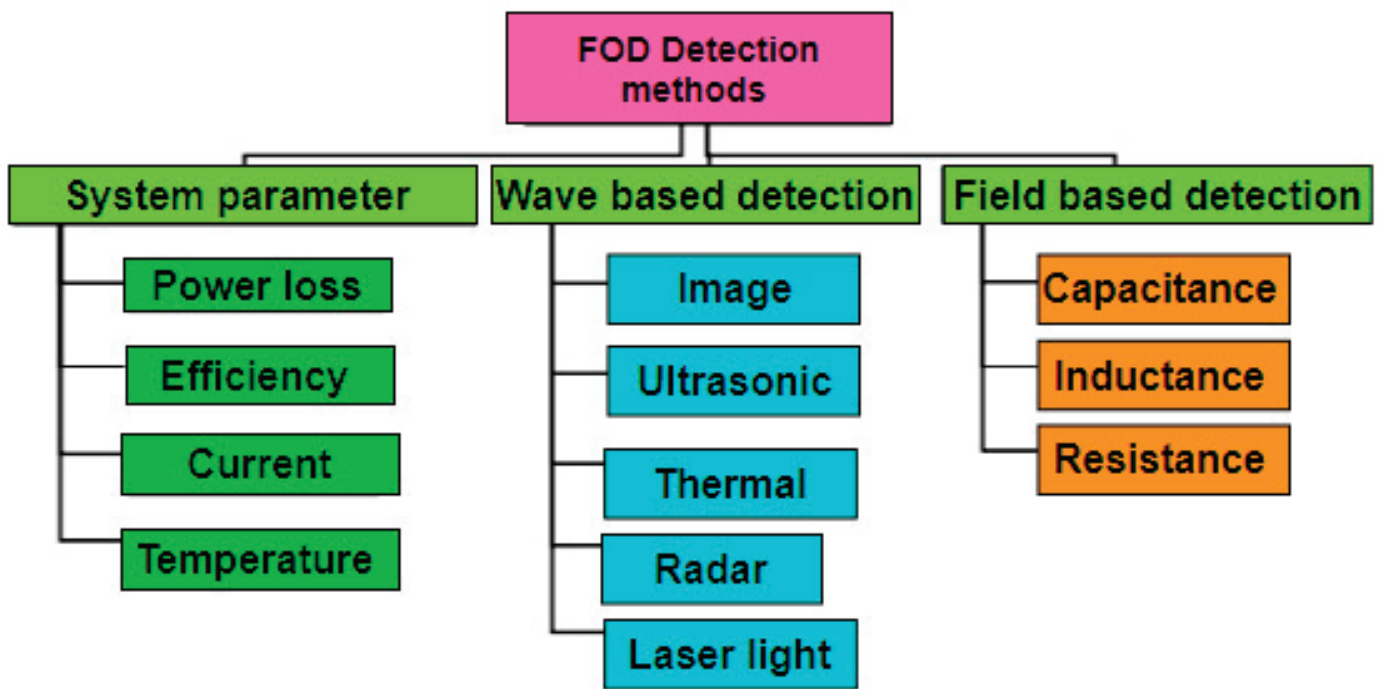 FOD Detection
methods
System parameter
Wave based detection
Field based detection
Power loss
Efficiency
Current
Temperature
Image
Ultrasonic
Thermal
Radar
Laser light
Capacitance
Inductance
Resistance